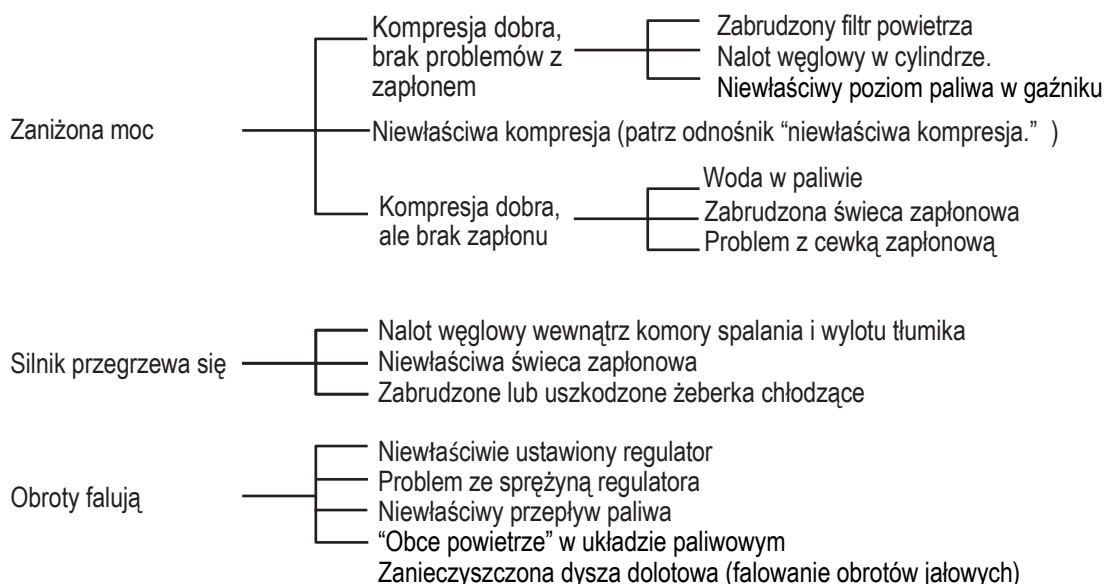 Zaniżona moc
Kompresja dobra,
brak problemów z
zapłonem
Zabrudzony filtr powietrza
Nalot węglowy w cylindrze.
Niewłaściwy poziom paliwa w gaźniku
Niewłaściwa kompresja (patrz odnośnik “niewłaściwa kompresja.” )
Kompresja dobra,
ale brak zapłonu
Woda w paliwie
Zabrudzona świeca zapłonowa
Problem z cewką zapłonową
Silnik przegrzewa się
Nalot węglowy wewnątrz komory spalania i wylotu tłumika
Niewłaściwa świeca zapłonowa
Zabrudzone lub uszkodzone żeberka chłodzące
Obroty falują
Niewłaściwie ustawiony regulator
Problem ze sprężyną regulatora
Niewłaściwy przepływ paliwa
“Obce powietrze” w układzie paliwowym
Zanieczyszczona dysza dolotowa (falowanie obrotów jałowych)